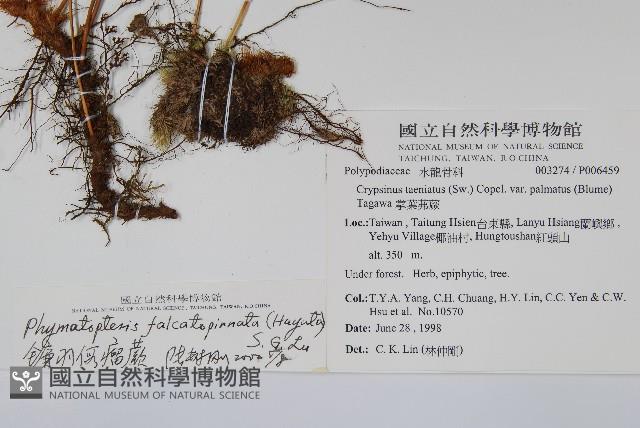 國立自然科學博物館
NATIONAL MUSEUM OF NATURAL SCIENCE
TAICHUNG, TAIWAN, R.O.CHINA
Polypodiaceae 水龍骨科 003274 / P006459
Crypsinus taeniatus (Sw.) Copel. var. palmatus (Blume)
Tagawa 掌葉茀蕨
Loc.:Taiwan , Taitung Hsien台東縣, Lanyu Hsiang蘭嶼鄉 ,
Yehyu Village椰油村, Hungtoushan紅頭山
alt. 350 m.
Under forest. Herb, epiphytic, tree.
Col.:T.Y.A. Yang, C.H. Chuang, H.Y. Lin, C.C. Yen & C.W.
Hsu et al. No.10570
Date: June 28 , 1998
Det.: C. K. Lin (林仲剛)
國立自然科學博物館
NATIONAL MUSEUM OF NATURAL SCIENCE, TAICHUNG, TAIWAN, R.O.CHINA
Phymatopteris falcatopinnata (Hayata)
S. G. Lu
2000
國立自然科學博物館
NATIONAL MUSEUM OF NATURAL SCIENCE